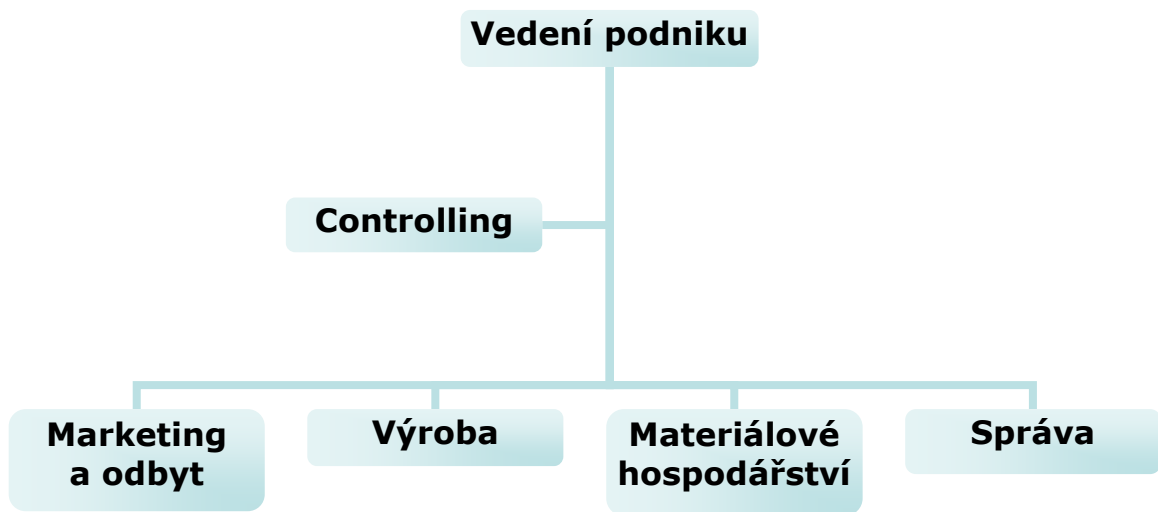 Vedení podniku
Controlling
Marketing
a odbyt
Výroba
Materiálové
hospodářství
Správa